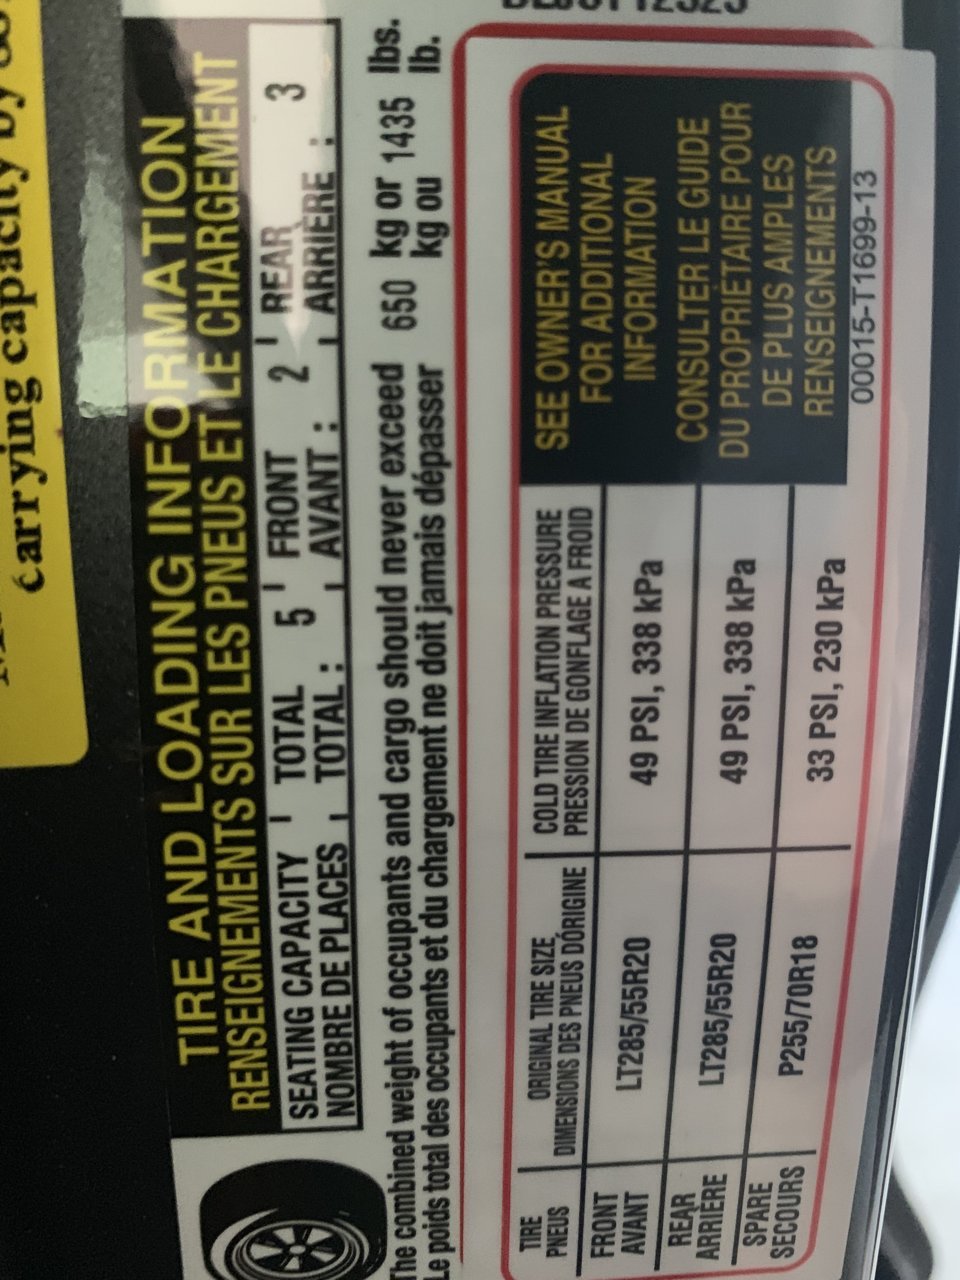 carrying capacity by
TIRE AND LOADING INFORMATION
RENSEIGNEMENTS SUR LES PNEUS ET LE CHARGEMENT
SEATING CAPACITY TOTAL 5 FRONT 2 REAR 3
NOMBRE DE PLACES TOTAL : AVANT : ARRIÈRE :
The combined weight of occupants and cargo should never exceed 650 kg or 1435 lbs.
Le poids total des occupants et du chargement ne doit jamais dépasser kg ou lb.
TIRE ORIGINAL TIRE SIZE COLD TIRE INFLATION PRESSURE
PNEUS DIMENSIONS DES PNEUS DÓRIGINE PRESSION DE GONFLAGE A FROID
FRONT
AVANT
LT285/55R20 49 PSI, 338 kPa
REAR
ARRIÈRE
LT285/55R20 49 PSI, 338 kPa
SPARE
SECOURS
P255/70R18 33 PSI, 230 kPa
SEE OWNER'S MANUAL
FOR ADDITIONAL
INFORMATION
CONSULTER LE GUIDE
DU PROPRIÉTAIRE POUR
DE PLUS AMPLES
RENSEIGNEMENTS
00015-T1699-13